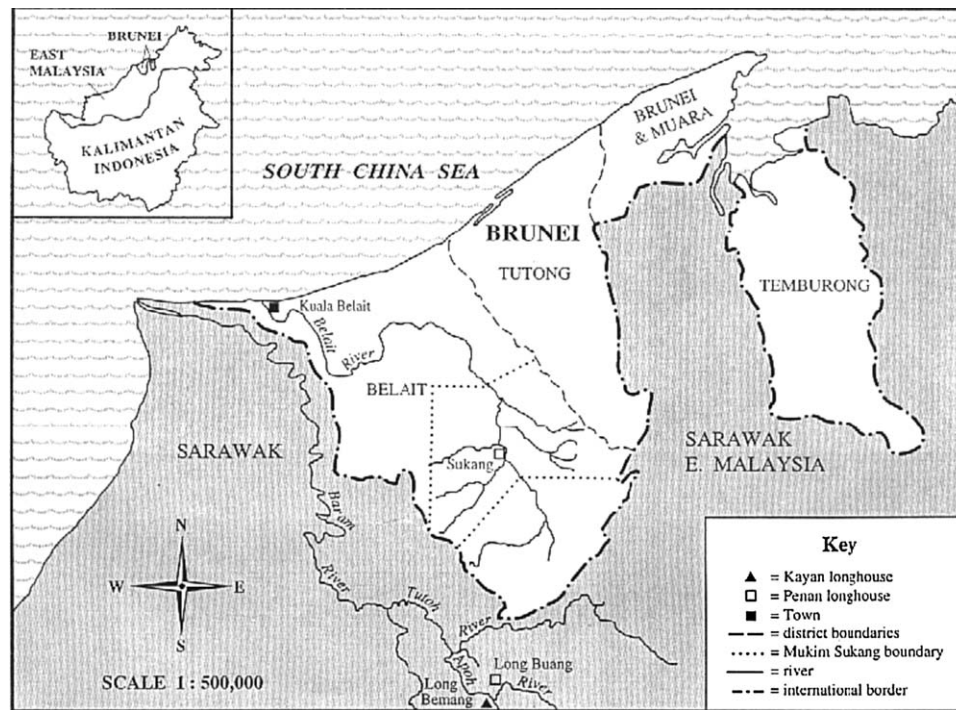 BRUNEI
EAST
MALAYSIA
KALIMANTAN
INDONESIA
SOUTH CHINA SEA
BRUNEI
& MUARA
BRUNEI
TUTONG
TEMBURONG
Kuala Belait
Belait
River
BELAIT
SARAWAK
Sukang
SARAWAK
E. MALAYSIA
Baram
River
Tutoh
River
Apoh
River
Long Buang
Long
Bemang
N
W
E
S
SCALE 1 : 500,000
Key
= Kayan longhouse
= Penan longhouse
= Town
= district boundaries
= Mukim Sukang boundary
= river
= international border